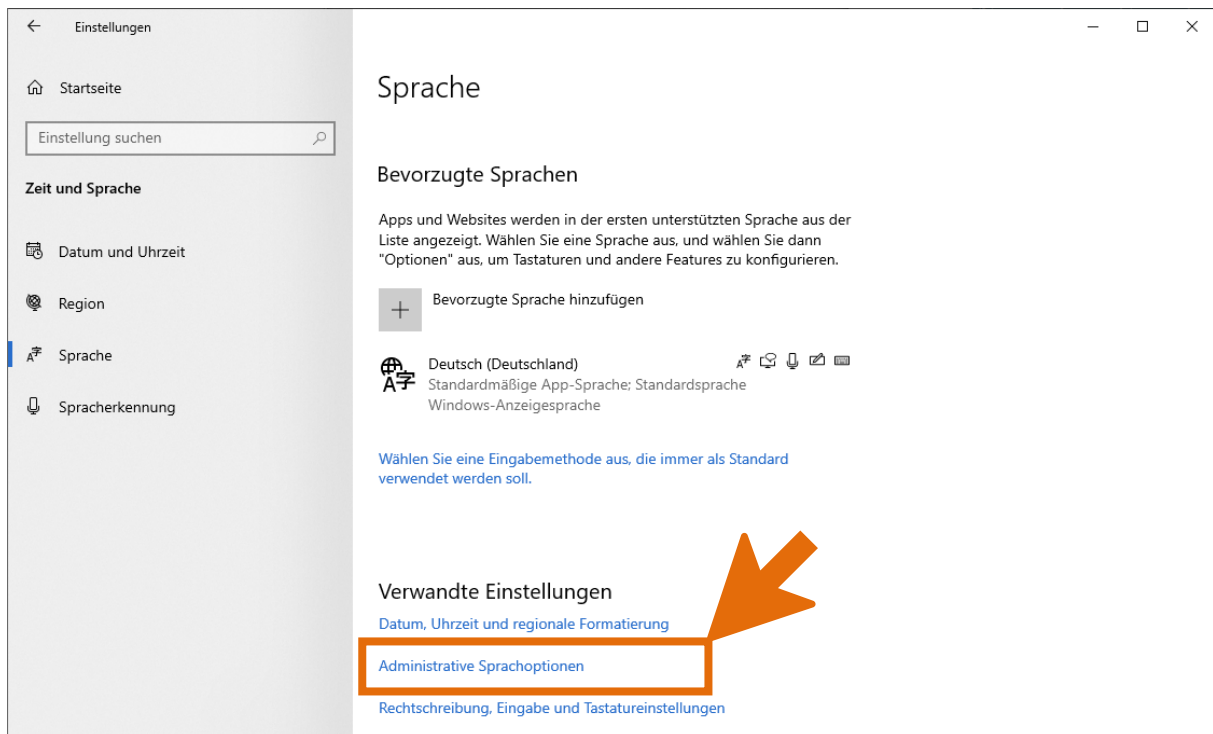 Einstellungen
Startseite
Einstellung suchen
Zeit und Sprache
Datum und Uhrzeit
Region
Sprache
Spracherkennung
Sprache
Bevorzugte Sprachen
Apps und Websites werden in der ersten unterstützten Sprache aus der
Liste angezeigt. Wählen Sie eine Sprache aus, und wählen Sie dann
"Optionen" aus, um Tastaturen und andere Features zu konfigurieren.
Bevorzugte Sprache hinzufügen
Deutsch (Deutschland)
Standardmäßige App-Sprache; Standardsprache
Windows-Anzeigesprache
Wählen Sie eine Eingabemethode aus, die immer als Standard
verwendet werden soll.
Verwandte Einstellungen
Datum, Uhrzeit und regionale Formatierung
Administrative Sprachoptionen
Rechtschreibung, Eingabe und Tastatureinstellungen